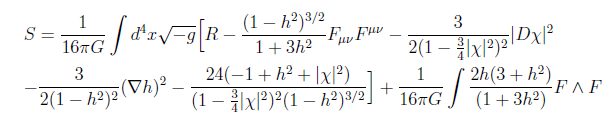 S = \frac{1}{16\pi G} \int d^4x \sqrt{-g} \Big[ R - \frac{(1-h^2)^{3/2}}{1+3h^2} F_{\mu\nu} F^{\mu\nu} - \frac{3}{2(1-\frac{3}{4}|\chi|^2)^2} |D\chi|^2
- \frac{3}{2(1-h^2)^2} (\nabla h)^2 - \frac{24(-1+h^2+|\chi|^2)}{(1-\frac{3}{4}|\chi|^2)^2(1-h^2)^{3/2}} \Big] + \frac{1}{16\pi G} \int \frac{2h(3+h^2)}{(1+3h^2)} F \wedge F